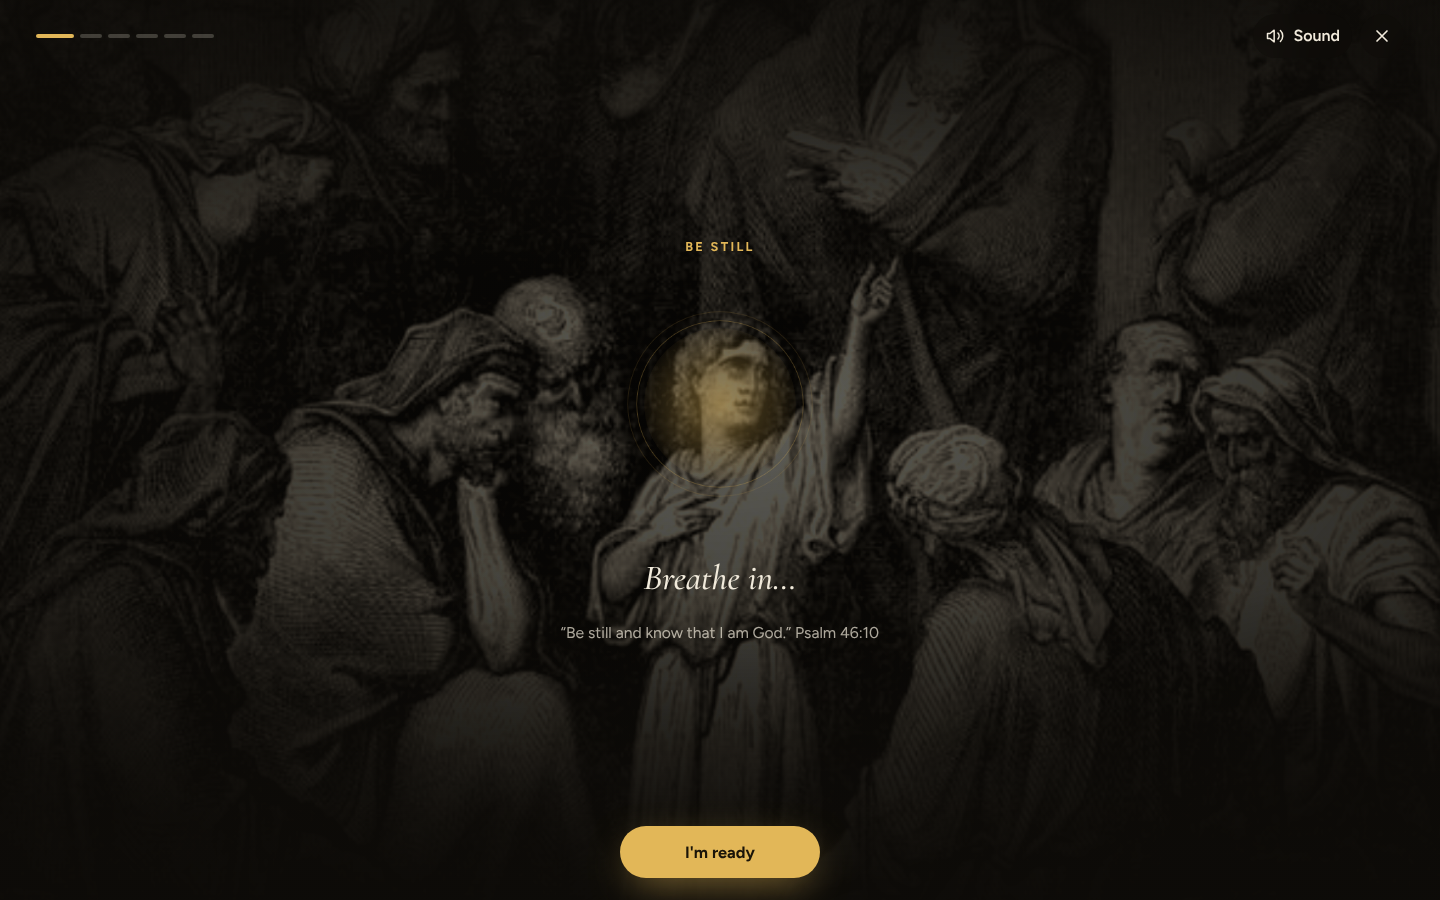 Sound
BE STILL
Breathe in...
“Be still and know that I am God.” Psalm 46:10
I'm ready